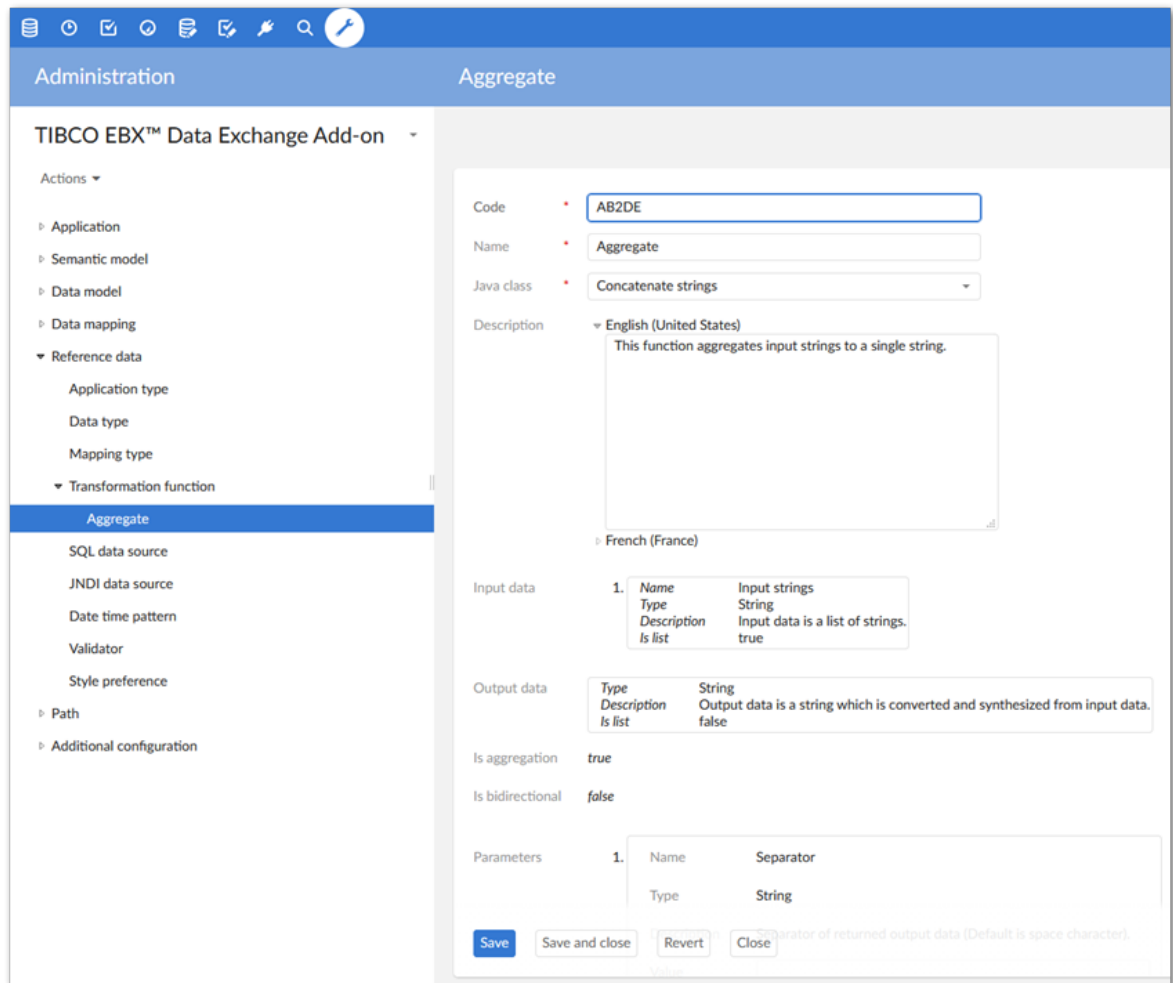 Administration
Aggregate
TIBCO EBX™ Data Exchange Add-on
Actions
Application
Semantic model
Data model
Data mapping
Reference data
Application type
Data type
Mapping type
Transformation function
Aggregate
SQL data source
JNDI data source
Date time pattern
Validator
Style preference
Path
Additional configuration
Code * AB2DE
Name * Aggregate
Java class * Concatenate strings
Description English (United States)
This function aggregates input strings to a single string.
French (France)
Input data 1. Name Input strings
Type String
Description Input data is a list of strings.
Is list true
Output data Type String
Description Output data is a string which is converted and synthesized from input data.
Is list false
Is aggregation true
Is bidirectional false
Parameters 1. Name Separator
Type String
Separator of returned output data (Default is space character).
Save Save and close Revert Close
Value